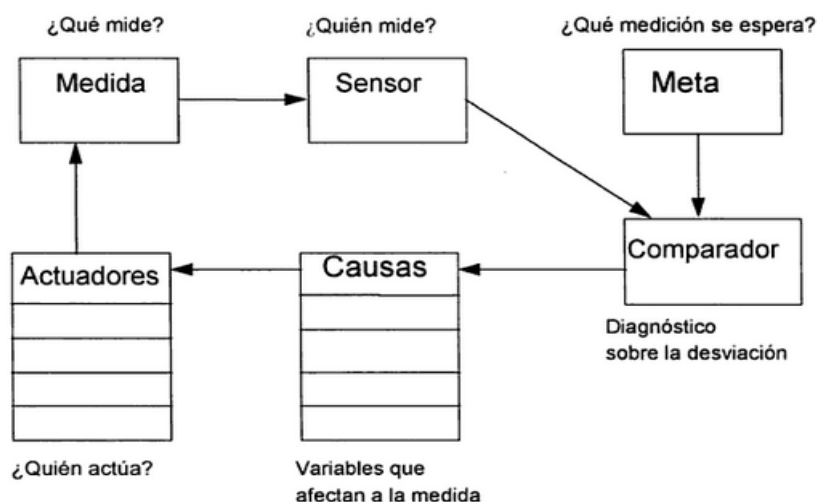 ¿Qué mide?
¿Quién mide?
¿Qué medición se espera?
Medida
Sensor
Meta
Actuadores
Causas
Comparador
Diagnóstico
sobre la desviación
¿Quién actúa?
Variables que
afectan a la medida